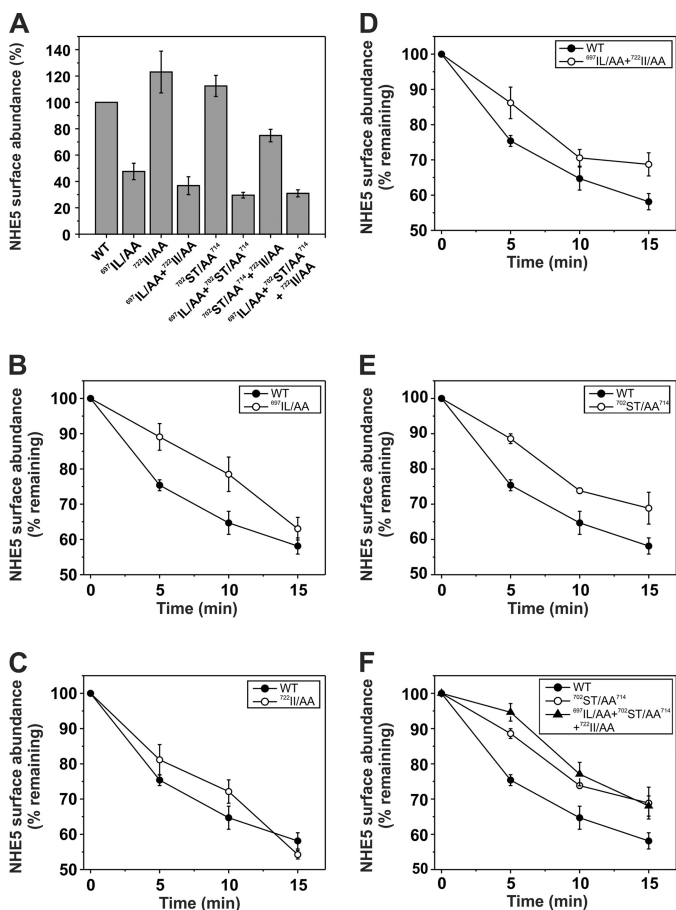 A
NHE5 surface abundance (%)
140
120
100
80
60
40
20
0
WT
⁶⁹⁷IL/AA
⁷²²II/AA
⁶⁹⁷IL/AA+⁷²²II/AA
⁷⁰²ST/AA⁷¹⁴
⁶⁹⁷IL/AA+⁷⁰²ST/AA⁷¹⁴
⁷⁰²ST/AA⁷¹⁴+⁷²²II/AA
⁶⁹⁷IL/AA+⁷⁰²ST/AA⁷¹⁴
+ ⁷²²II/AA
B
NHE5 surface abundance
(% remaining)
100
90
80
70
60
50
0 5 10 15
Time (min)
WT
⁶⁹⁷IL/AA
C
NHE5 surface abundance
(% remaining)
100
90
80
70
60
50
0 5 10 15
Time (min)
WT
⁷²²II/AA
D
NHE5 surface abundance
(% remaining)
100
90
80
70
60
50
0 5 10 15
Time (min)
WT
⁶⁹⁷IL/AA+⁷²²II/AA
E
NHE5 surface abundance
(% remaining)
100
90
80
70
60
50
0 5 10 15
Time (min)
WT
⁷⁰²ST/AA⁷¹⁴
F
NHE5 surface abundance
(% remaining)
100
90
80
70
60
50
0 5 10 15
Time (min)
WT
⁷⁰²ST/AA⁷¹⁴
⁶⁹⁷IL/AA+⁷⁰²ST/AA⁷¹⁴
+⁷²²II/AA